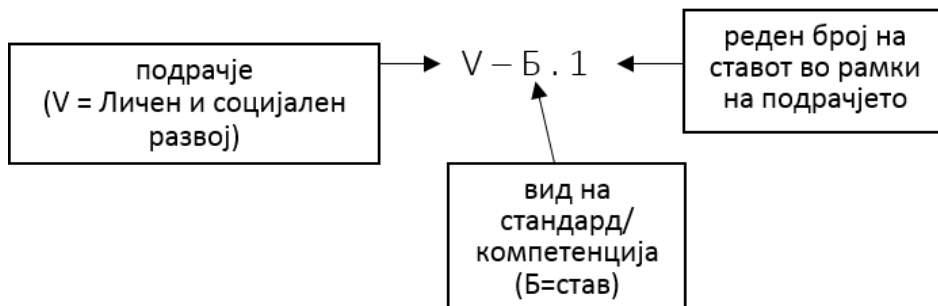 подрачје
(V = Личен и социјален
развој)
V – Б . 1
реден број на
ставот во рамки
на подрачјето
вид на
стандард/
компетенција
(Б=став)